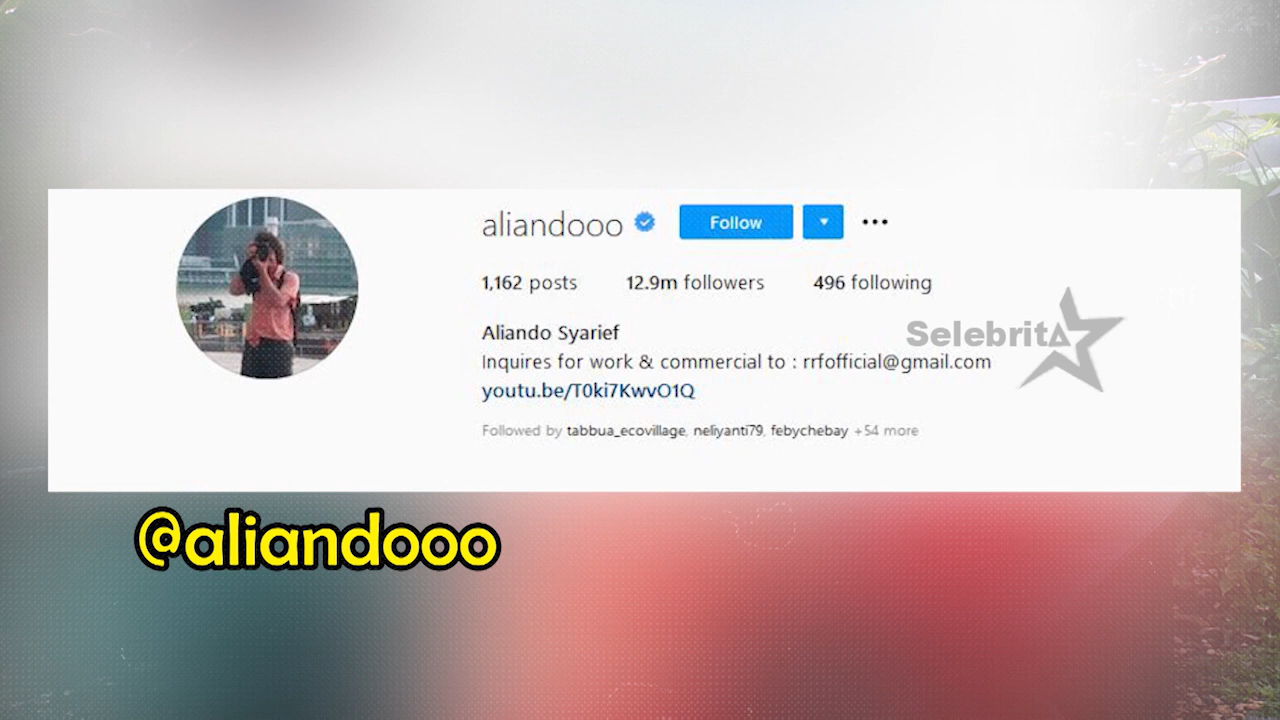 aliandooo Follow
1,162 posts 12.9m followers 496 following
Aliando Syarief
Inquires for work & commercial to : rrfofficial@gmail.com
youtu.be/T0ki7KwvO1Q
Followed by tabbua_ecovillage, neliyanti79, febychebay +54 more
Selebrita
@aliandooo